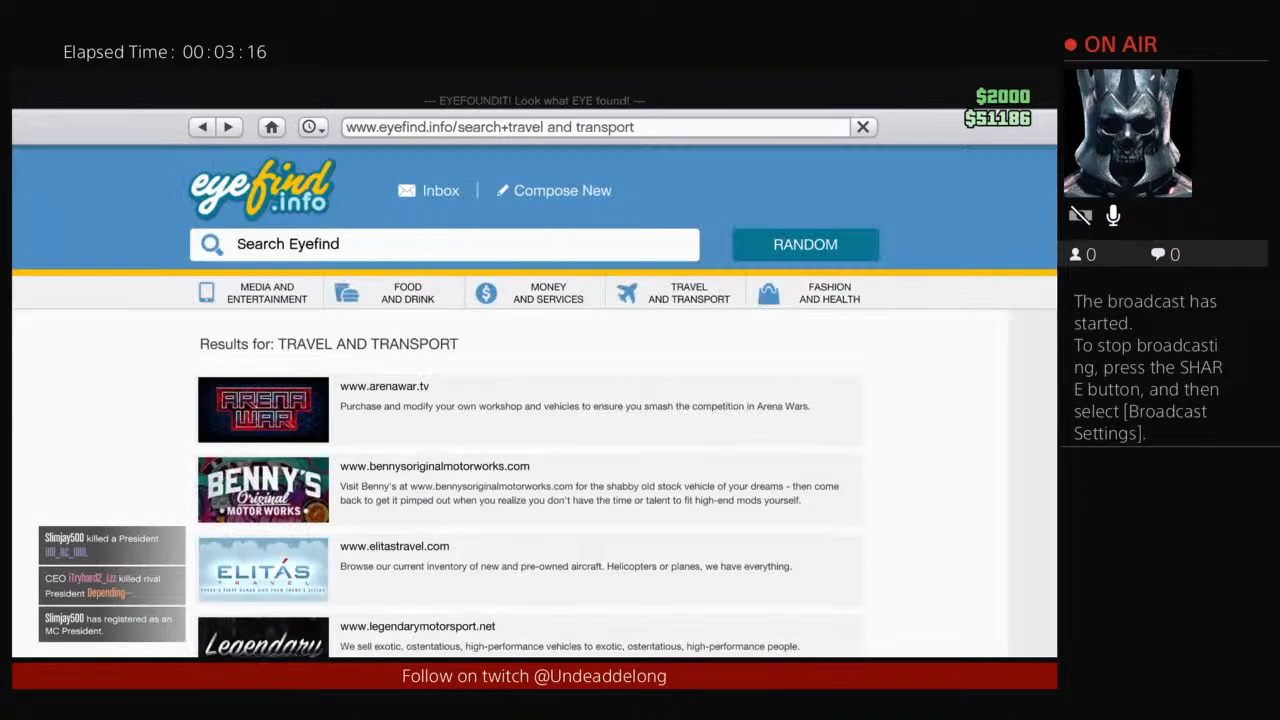 Elapsed Time: 00:03:16
ON AIR
--- EYEFOUNDIT! Look what EYE found! ---
$2000
$51186
www.eyefind.info/search+travel and transport
eyefind
.info
Inbox
Compose New
Search Eyefind
RANDOM
0
0
MEDIA AND
ENTERTAINMENT
FOOD
AND DRINK
MONEY
AND SERVICES
TRAVEL
AND TRANSPORT
FASHION
AND HEALTH
The broadcast has
started.
To stop broadcasti
ng, press the SHAR
E button, and then
select [Broadcast
Settings].
Results for: TRAVEL AND TRANSPORT
ARENA
WAR
www.arenawar.tv
Purchase and modify your own workshop and vehicles to ensure you smash the competition in Arena Wars.
BENNY'S
Original
MOTOR WORKS
www.bennysoriginalmotorworks.com
Visit Benny's at www.bennysoriginalmotorworks.com for the shabby old stock vehicle of your dreams - then come
back to get it pimped out when you realize you don't have the time or talent to fit high-end mods yourself.
ELITÁS
TRAVEL
THERE'S FIRST CLASS AND THEN THERE'S ELITÁS
www.elitastravel.com
Browse our current inventory of new and pre-owned aircraft. Helicopters or planes, we have everything.
Legendary
www.legendarymotorsport.net
We sell exotic, ostentatious, high-performance vehicles to exotic, ostentatious, high-performance people.
Slimjay500 killed a President
CEO iTryhard2_Lzz killed rival
President Depending-·-.
Slimjay500 has registered as an
MC President.
Follow on twitch @Undeaddelong